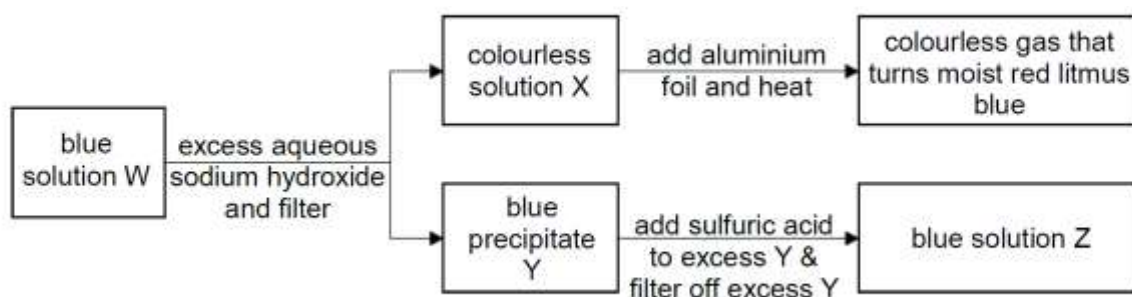 blue
solution W
excess aqueous
sodium hydroxide
and filter
colourless
solution X
add aluminium
foil and heat
colourless gas that
turns moist red litmus
blue
blue
precipitate
Y
add sulfuric acid
to excess Y &
filter off excess Y
blue solution Z